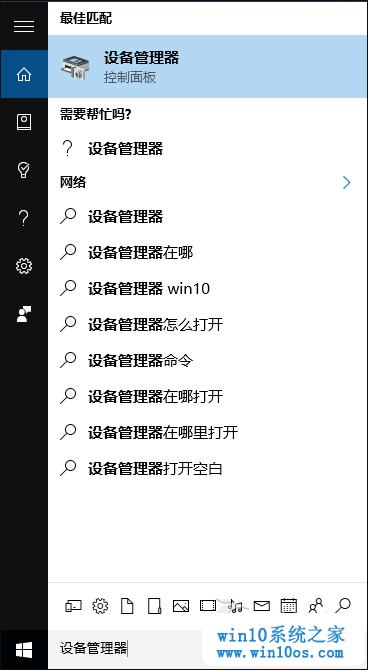 最佳匹配
设备管理器
控制面板
需要帮忙吗?
设备管理器
网络
设备管理器
设备管理器在哪
设备管理器 win10
设备管理器怎么打开
设备管理器命令
设备管理器在哪打开
设备管理器在哪里打开
设备管理器打开空白
设备管理器
win10系统之家
www.win10os.com